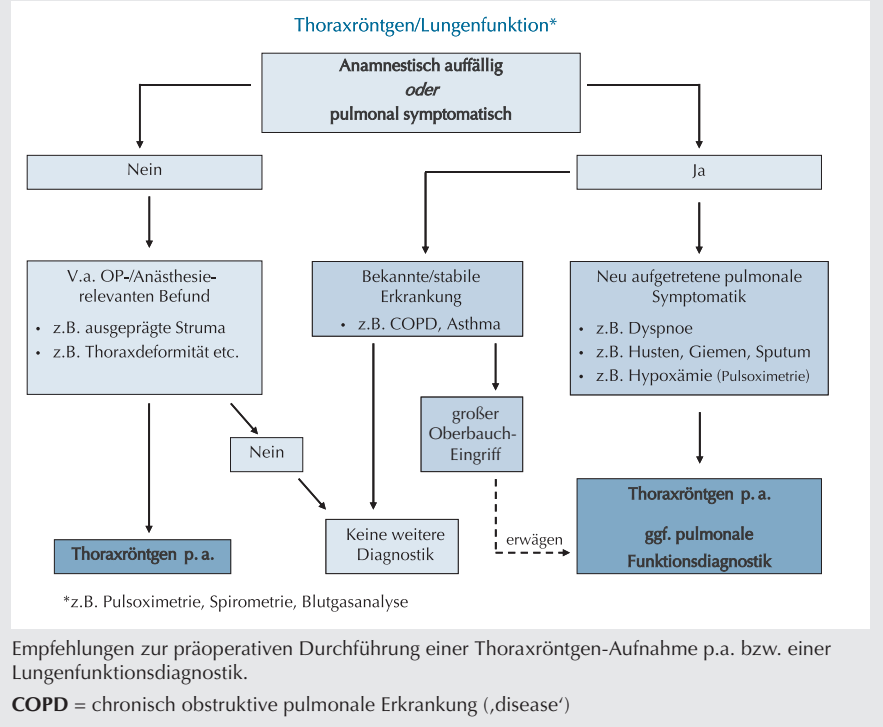 Thoraxröntgen/Lungenfunktion*
Anamnestisch auffällig
oder
pulmonal symptomatisch
Nein
Ja
V.a. OP-/Anästhesie-
relevanten Befund
• z.B. ausgeprägte Struma
• z.B. Thoraxdeformität etc.
Bekannte/stabile
Erkrankung
• z.B. COPD, Asthma
Neu aufgetretene pulmonale
Symptomatik
• z.B. Dyspnoe
• z.B. Husten, Giemen, Sputum
• z.B. Hypoxämie (Pulsoximetrie)
Nein
großer
Oberbauch-
Eingriff
Thoraxröntgen p. a.
Keine weitere
Diagnostik
erwägen
Thoraxröntgen p. a.
ggf. pulmonale
Funktionsdiagnostik
*z.B. Pulsoximetrie, Spirometrie, Blutgasanalyse
Empfehlungen zur präoperativen Durchführung einer Thoraxröntgen-Aufnahme p.a. bzw. einer
Lungenfunktionsdiagnostik.
COPD = chronisch obstruktive pulmonale Erkrankung (‚disease‘)